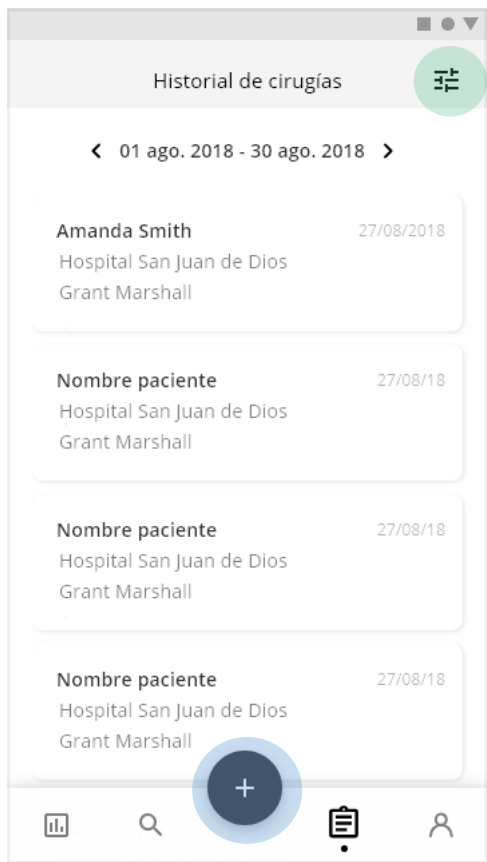 Historial de cirugías
01 ago. 2018 - 30 ago. 2018
Amanda Smith 27/08/2018
Hospital San Juan de Dios
Grant Marshall
Nombre paciente 27/08/18
Hospital San Juan de Dios
Grant Marshall
Nombre paciente 27/08/18
Hospital San Juan de Dios
Grant Marshall
Nombre paciente 27/08/18
Hospital San Juan de Dios
Grant Marshall